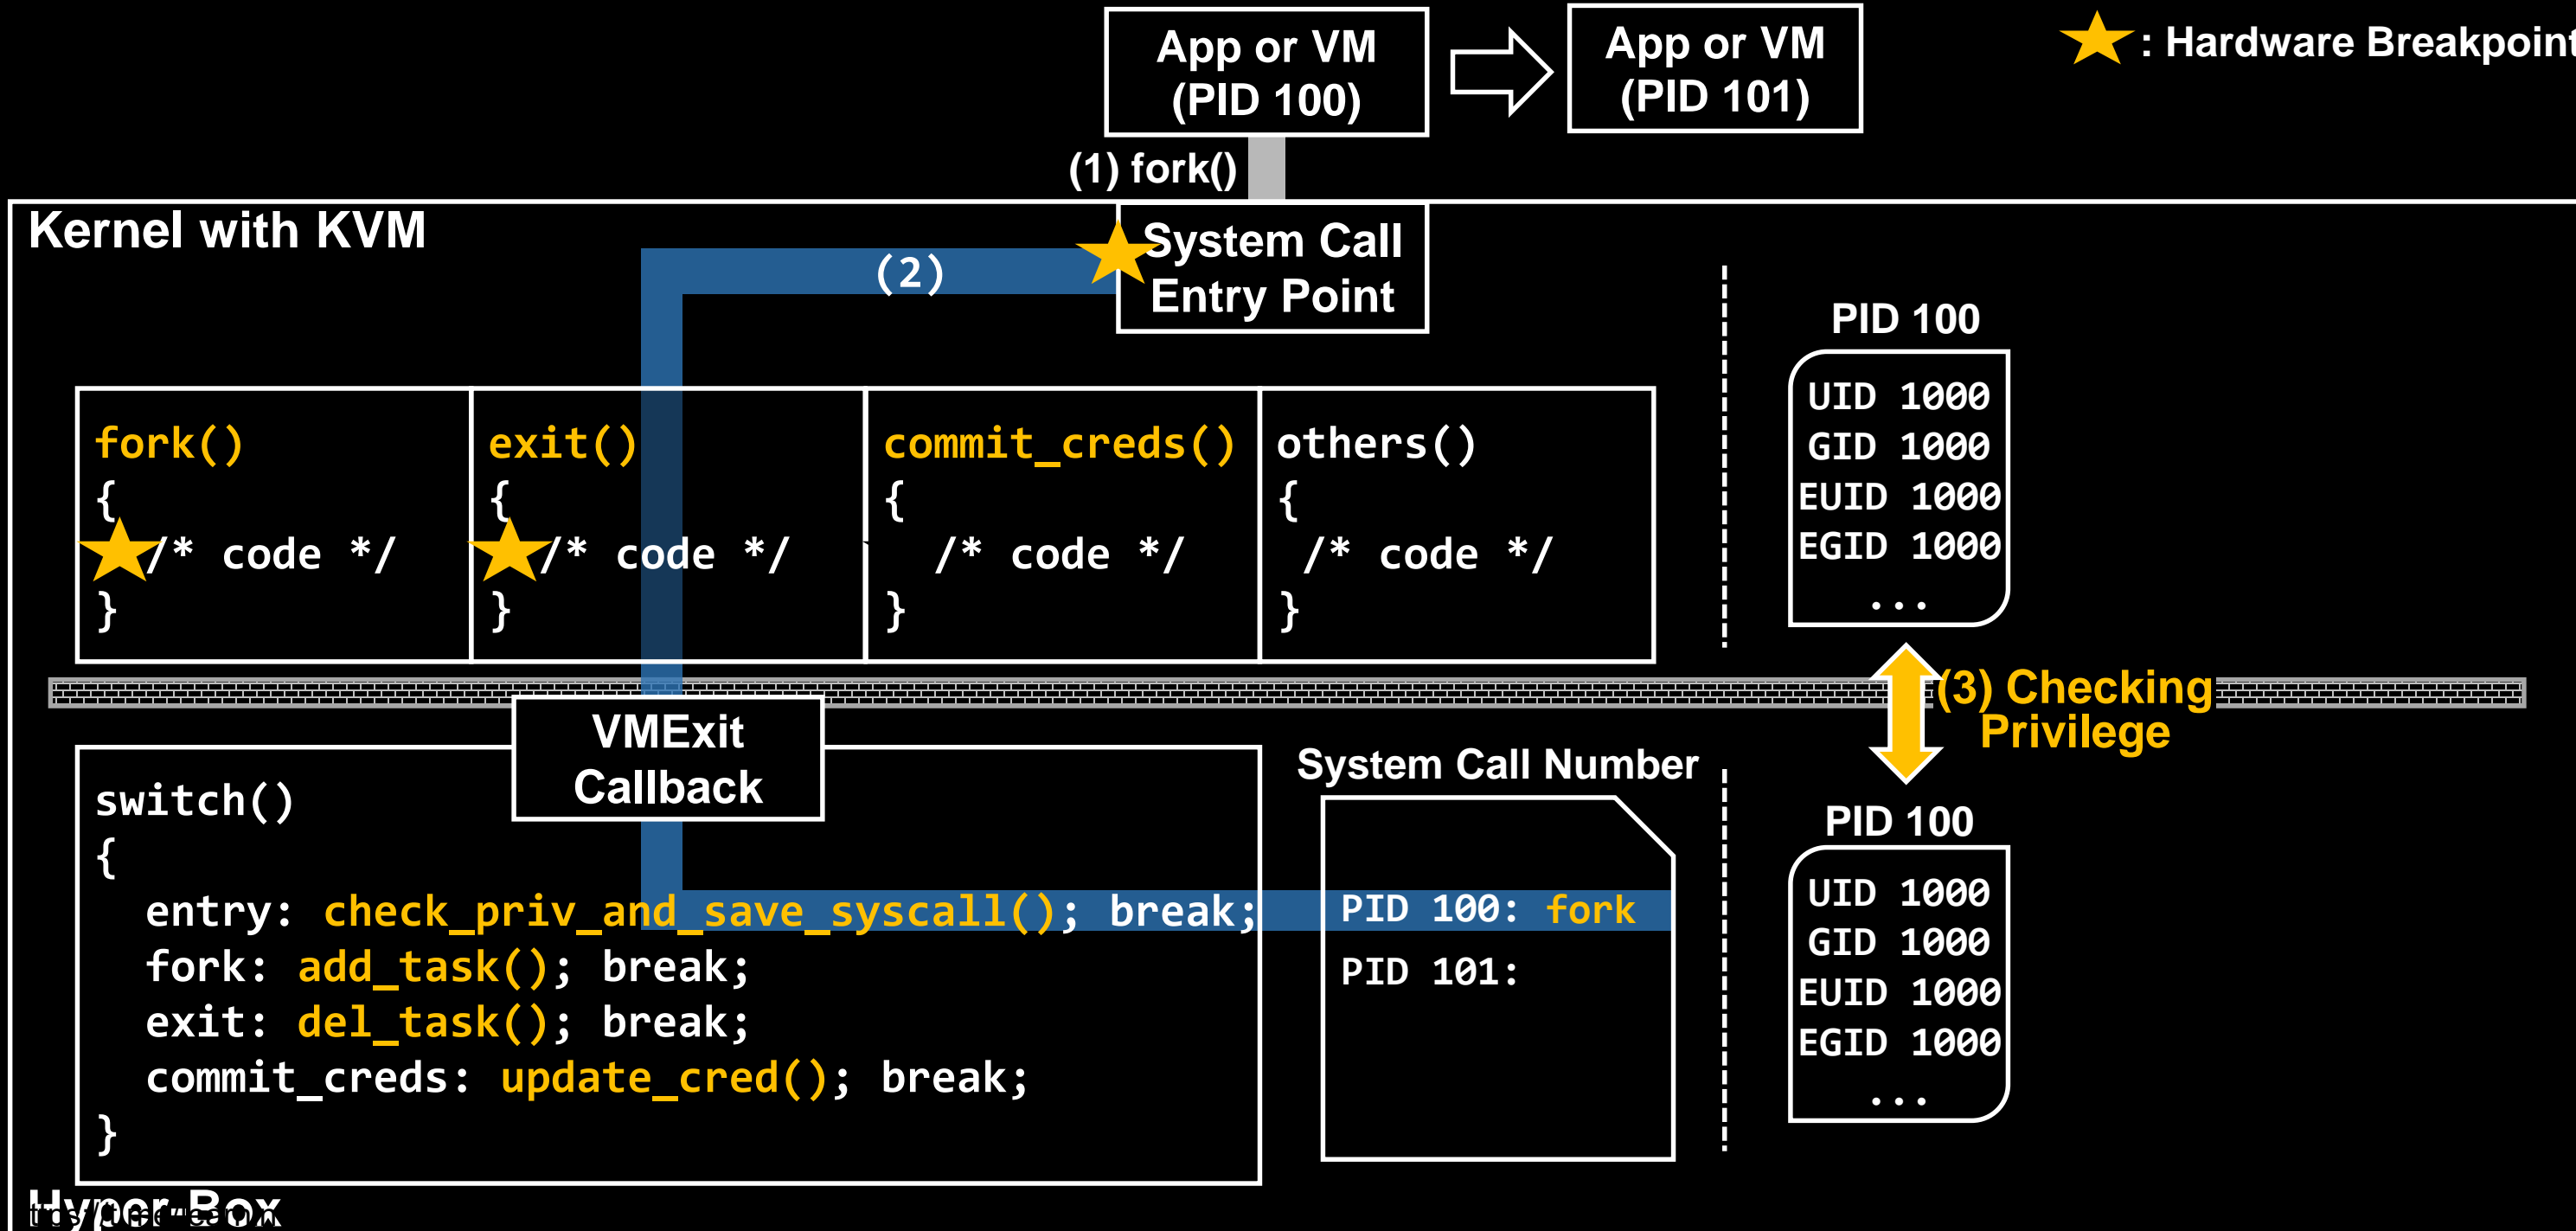 App or VM
(PID 100)
App or VM
(PID 101)
: Hardware Breakpoint
(1) fork()
Kernel with KVM
System Call
Entry Point
(2)
PID 100
UID 1000
GID 1000
EUID 1000
EGID 1000
...
fork()
{
/* code */
}
exit()
{
/* code */
}
commit_creds()
{
/* code */
}
others()
{
/* code */
}
(3) Checking
Privilege
VMExit
Callback
switch()
{
entry: check_priv_and_save_syscall(); break;
fork: add_task(); break;
exit: del_task(); break;
commit_creds: update_cred(); break;
}
System Call Number
PID 100: fork
PID 101:
PID 100
UID 1000
GID 1000
EUID 1000
EGID 1000
...
Hyper-Box